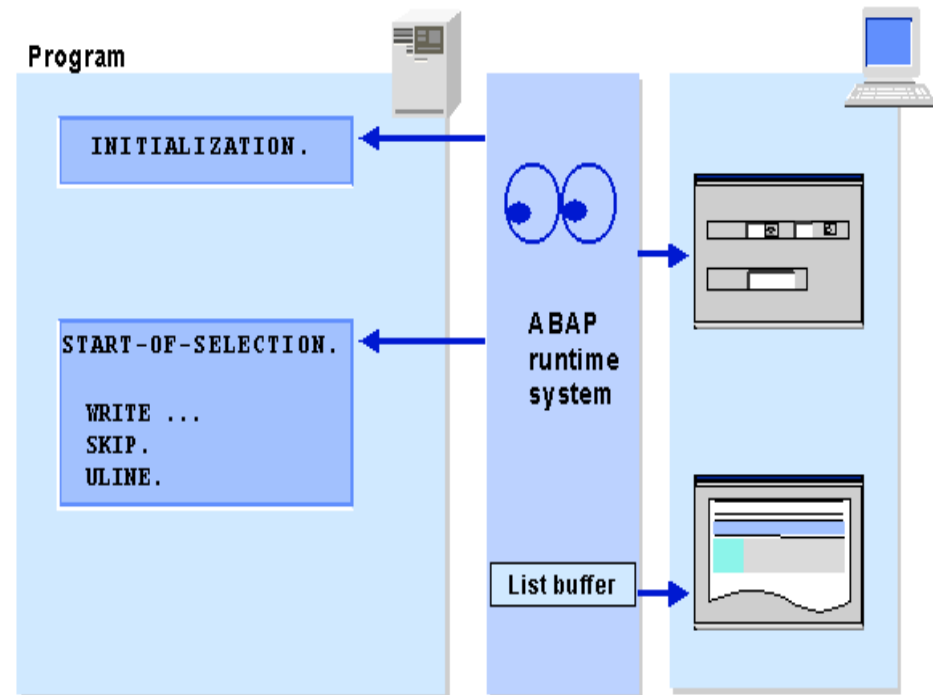 Program
INITIALIZATION.
START-OF-SELECTION.
WRITE ...
SKIP.
ULINE.
ABAP
runtime
system
List buffer